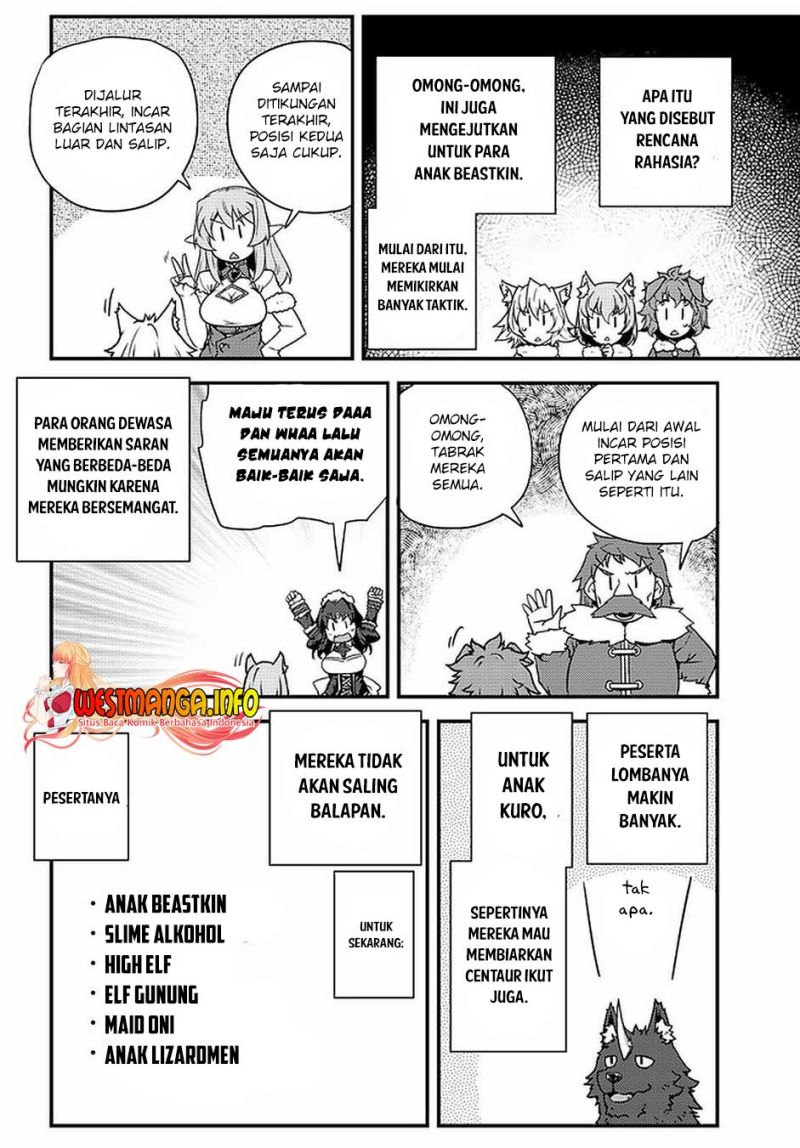 APA ITU
YANG DISEBUT
RENCANA
RAHASIA?
OMONG-OMONG,
INI JUGA
MENGEJUTKAN
UNTUK PARA
ANAK BEASTKIN.
MULAI DARI ITU,
MEREKA MULAI
MEMIKIRKAN
BANYAK TAKTIK.
SAMPAI
DITIKUNGAN
TERAKHIR,
POSISI KEDUA
SAJA CUKUP.
DIJALUR
TERAKHIR, INCAR
BAGIAN LINTASAN
LUAR DAN SALIP.
MULAI DARI AWAL
INCAR POSISI
PERTAMA DAN
SALIP YANG LAIN
SEPERTI ITU.
OMONG-
OMONG,
TABRAK
MEREKA
SEMUA.
MAJU TERUS DAAA
DAN WHAA LALU
SEMUANYA AKAN
BAIK-BAIK SAJA.
PARA ORANG DEWASA
MEMBERIKAN SARAN
YANG BERBEDA-BEDA
MUNGKIN KARENA
MEREKA BERSEMANGAT.
WESTMANGA.INFO
Situs Baca Komik Berbahasa Indonesia
PESERTA
LOMBANYA
MAKIN
BANYAK.
UNTUK
ANAK
KURO,
SEPERTINYA
MEREKA MAU
MEMBIARKAN
CENTAUR IKUT
JUGA.
tak
apa.
MEREKA TIDAK
AKAN SALING
BALAPAN.
UNTUK
SEKARANG:
PESERTANYA
• ANAK BEASTKIN
• SLIME ALKOHOL
• HIGH ELF
• ELF GUNUNG
• MAID ONI
• ANAK LIZARDMEN